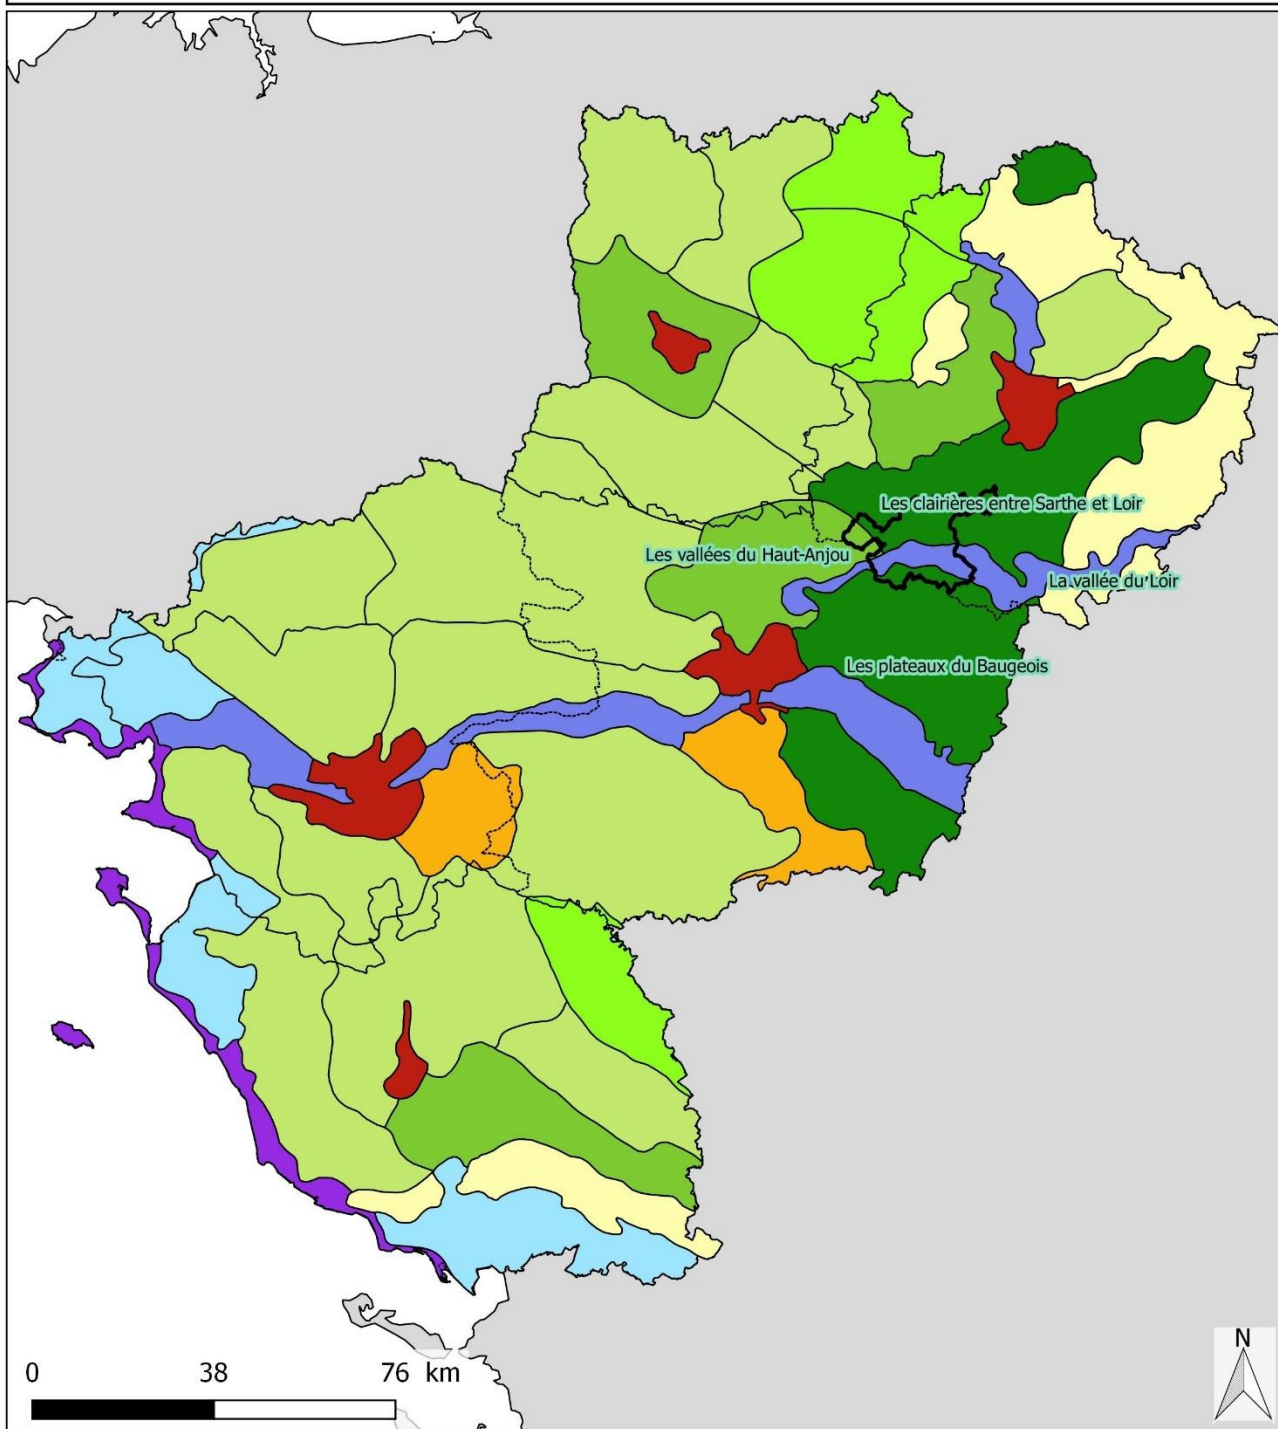 Les clairières entre Sarthe et Loir
Les vallées du Haut-Anjou
La vallée du Loir
Les plateaux du Baugeois
N
0 38 76 km